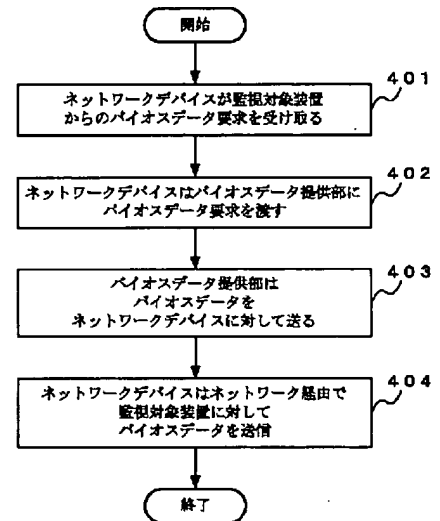 開始
401
ネットワークデバイスが監視対象装置
からのバイオスデータ要求を受け取る
402
ネットワークデバイスはバイオスデータ提供部に
バイオスデータ要求を渡す
403
バイオスデータ提供部は
バイオスデータを
ネットワークデバイスに対して送る
404
ネットワークデバイスはネットワーク経由で
監視対象装置に対して
バイオスデータを送信
終了